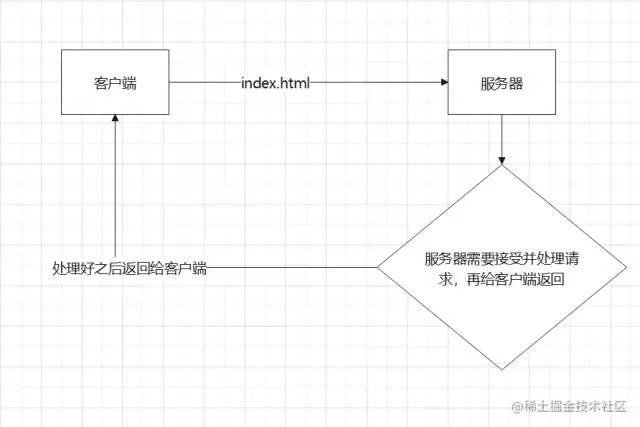 客户端
index.html
服务器
服务器需要接受并处理请
求，再给客户端返回
处理好之后返回给客户端
@稀土掘金技术社区